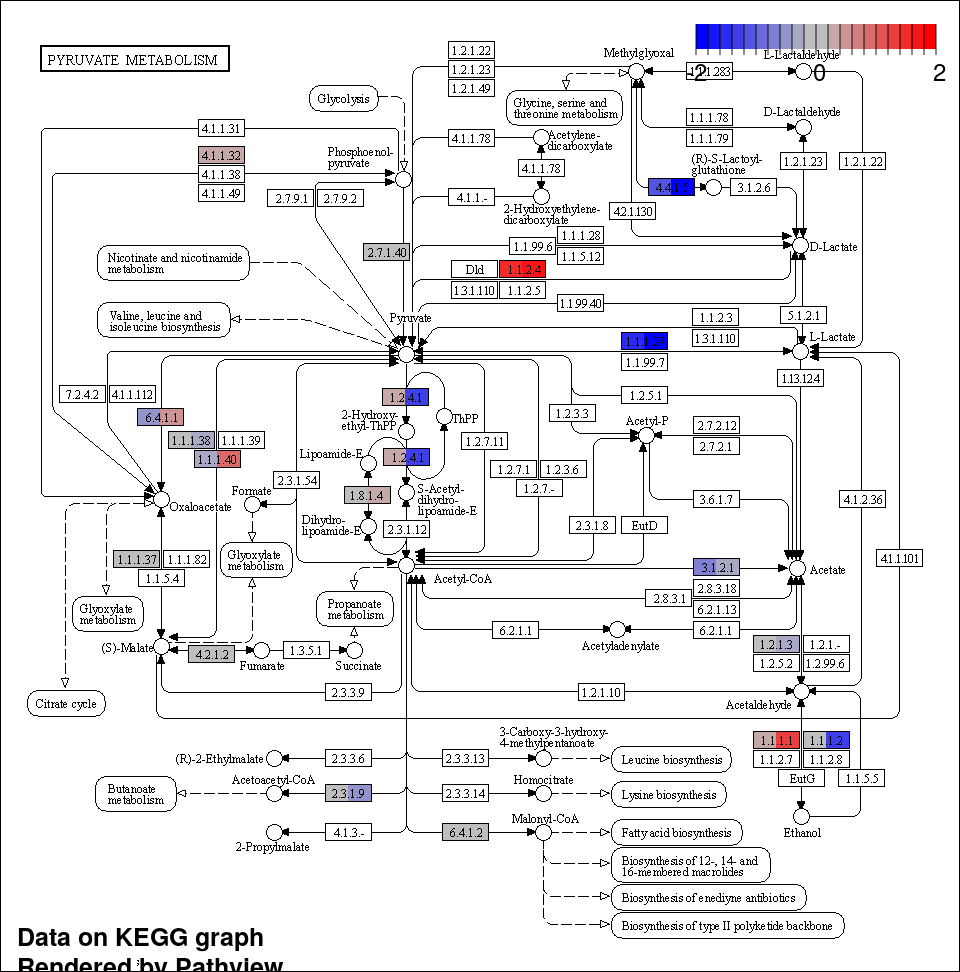 PYRUVATE METABOLISM
-2
0
2
Methylglyoxal
L-Lactaldehyde
1.2.1.22
1.2.1.23
1.2.1.49
1.1.1.283
Glycolysis
Glycine, serine and
threonine metabolism
D-Lactaldehyde
1.1.1.78
1.1.1.79
4.1.1.31
4.1.1.32
4.1.1.38
4.1.1.49
Phosphoenol-
pyruvate
4.1.1.78
Acetylene-
dicarboxylate
4.1.1.78
(R)-S-Lactoyl-
glutathione
1.2.1.23
1.2.1.22
4.4.1.5
3.1.2.6
2.7.9.1
2.7.9.2
4.1.1.-
2-Hydroxyethylene-
dicarboxylate
4.2.1.130
1.1.1.28
1.1.99.6
1.1.5.12
D-Lactate
2.7.1.40
Nicotinate and nicotinamide
metabolism
Dld
1.1.2.4
1.3.1.110
1.1.2.5
1.1.99.40
Valine, leucine and
isoleucine biosynthesis
Pyruvate
1.1.2.3
1.3.1.110
5.1.2.1
L-Lactate
1.1.1.27
1.1.99.7
1.13.12.4
7.2.4.2
4.1.1.112
1.2.4.1
1.2.5.1
6.4.1.1
2-Hydroxy-
ethyl-ThPP
ThPP
1.2.3.3
Acetyl-P
2.7.2.12
2.7.2.1
1.1.1.38
1.1.1.39
1.1.1.40
Lipoamide-E
1.2.4.1
1.2.7.11
1.2.7.1
1.2.3.6
1.2.7.-
2.3.1.54
Formate
1.8.1.4
S-Acetyl-
dihydro-
lipoamide-E
3.6.1.7
4.1.2.36
Oxaloacetate
Dihydro-
lipoamide-E
2.3.1.12
2.3.1.8
EutD
Glyoxylate
metabolism
1.1.1.37
1.1.1.82
1.1.5.4
4.1.1.101
Acetyl-CoA
3.1.2.1
Acetate
2.8.3.18
2.8.3.1
6.2.1.13
Glyoxylate
metabolism
Propanoate
metabolism
6.2.1.1
6.2.1.1
Acetyladenylate
(S)-Malate
4.2.1.2
Fumarate
1.3.5.1
Succinate
1.2.1.3
1.2.1.-
1.2.5.2
1.2.99.6
Citrate cycle
2.3.3.9
1.2.1.10
Acetaldehyde
1.1.1.1
1.1.1.2
1.1.2.7
1.1.2.8
EutG
1.1.5.5
Ethanol
(R)-2-Ethylmalate
2.3.3.6
2.3.3.13
3-Carboxy-3-hydroxy-
4-methylpentanoate
Leucine biosynthesis
Butanoate
metabolism
Acetoacetyl-CoA
2.3.1.9
2.3.3.14
Homocitrate
Lysine biosynthesis
2-Propylmalate
4.1.3.-
6.4.1.2
Malonyl-CoA
Fatty acid biosynthesis
Biosynthesis of 12-, 14- and
16-membered macrolides
Biosynthesis of enediyne antibiotics
Biosynthesis of type II polyketide backbone
Data on KEGG graph
Rendered by Pathview